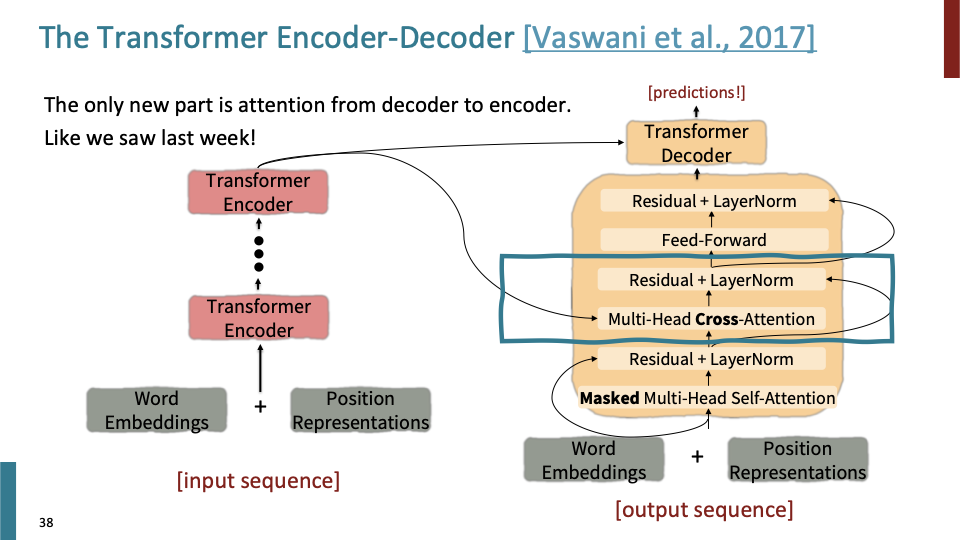 The Transformer Encoder-Decoder [Vaswani et al., 2017]
The only new part is attention from decoder to encoder.
Like we saw last week!
Transformer
Encoder
Transformer
Encoder
Word
Embeddings
+
Position
Representations
[input sequence]
[predictions!]
Transformer
Decoder
Residual + LayerNorm
Feed-Forward
Residual + LayerNorm
Multi-Head Cross-Attention
Residual + LayerNorm
Masked Multi-Head Self-Attention
Word
Embeddings
+
Position
Representations
[output sequence]
38